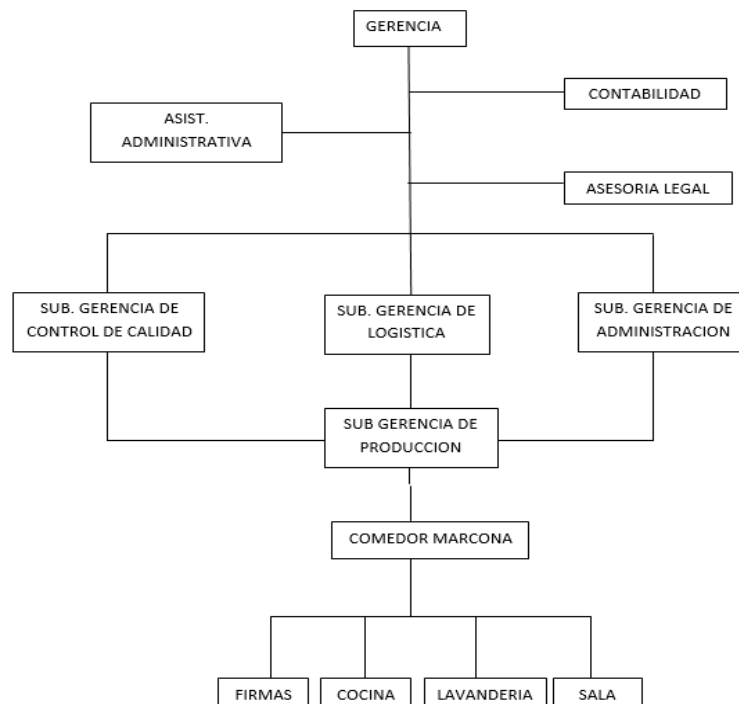 GERENCIA
CONTABILIDAD
ASIST.
ADMINISTRATIVA
ASESORIA LEGAL
SUB. GERENCIA DE
CONTROL DE CALIDAD
SUB. GERENCIA DE
LOGISTICA
SUB. GERENCIA DE
ADMINISTRACION
SUB GERENCIA DE
PRODUCCION
COMEDOR MARCONA
FIRMAS
COCINA
LAVANDERIA
SALA